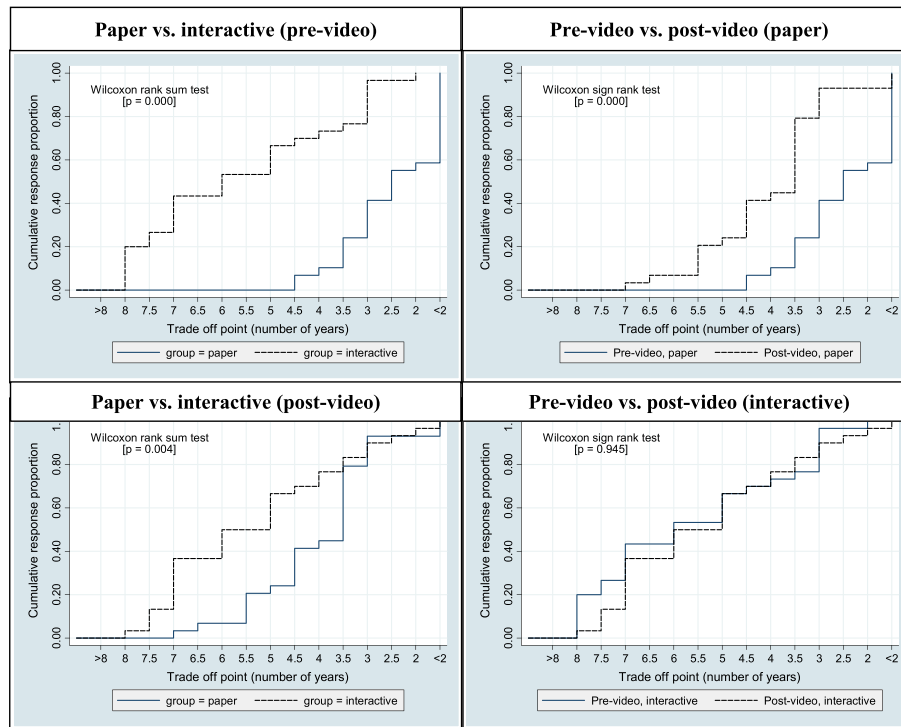 Paper vs. interactive (pre-video)
Wilcoxon rank sum test
[p = 0.000]
Cumulative response proportion
1.00
0.80
0.60
0.40
0.20
0.00
>8 8 7.5 7 6.5 6 5.5 5 4.5 4 3.5 3 2.5 2 <2
Trade off point (number of years)
group = paper group = interactive
Pre-video vs. post-video (paper)
Wilcoxon sign rank test
[p = 0.000]
Cumulative response proportion
1.00
0.80
0.60
0.40
0.20
0.00
>8 8 7.5 7 6.5 6 5.5 5 4.5 4 3.5 3 2.5 2 <2
Trade off point (number of years)
Pre-video, paper Post-video, paper
Paper vs. interactive (post-video)
Wilcoxon rank sum test
[p = 0.004]
Cumulative response proportion
1.
0.80
0.60
0.40
0.20
0.00
>8 8 7.5 7 6.5 6 5.5 5 4.5 4 3.5 3 2.5 2 <2
Trade off point (number of years)
group = paper group = interactive
Pre-video vs. post-video (interactive)
Wilcoxon sign rank test
[p = 0.945]
Cumulative response proportion
1.
0.80
0.60
0.40
0.20
0.00
>8 8 7.5 7 6.5 6 5.5 5 4.5 4 3.5 3 2.5 2 <2
Trade off point (number of years)
Pre-video, interactive Post-video, interactive